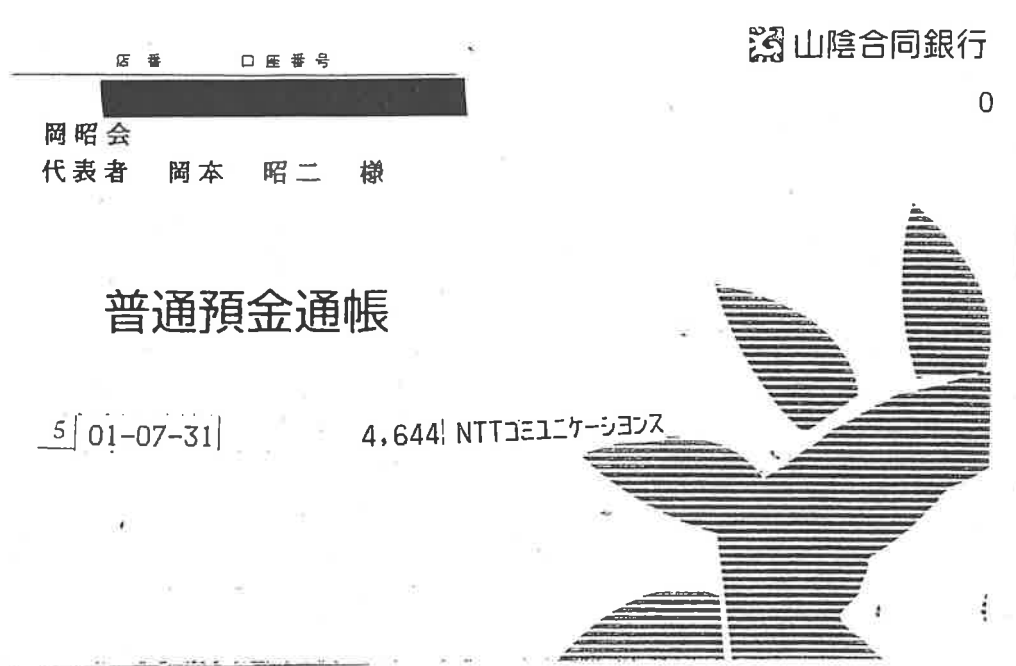 店番 口座番号
山陰合同銀行
0
岡昭会
代表者 岡本 昭二 様
普通預金通帳
5 01-07-31 4,644 NTTコミュニケーションズ